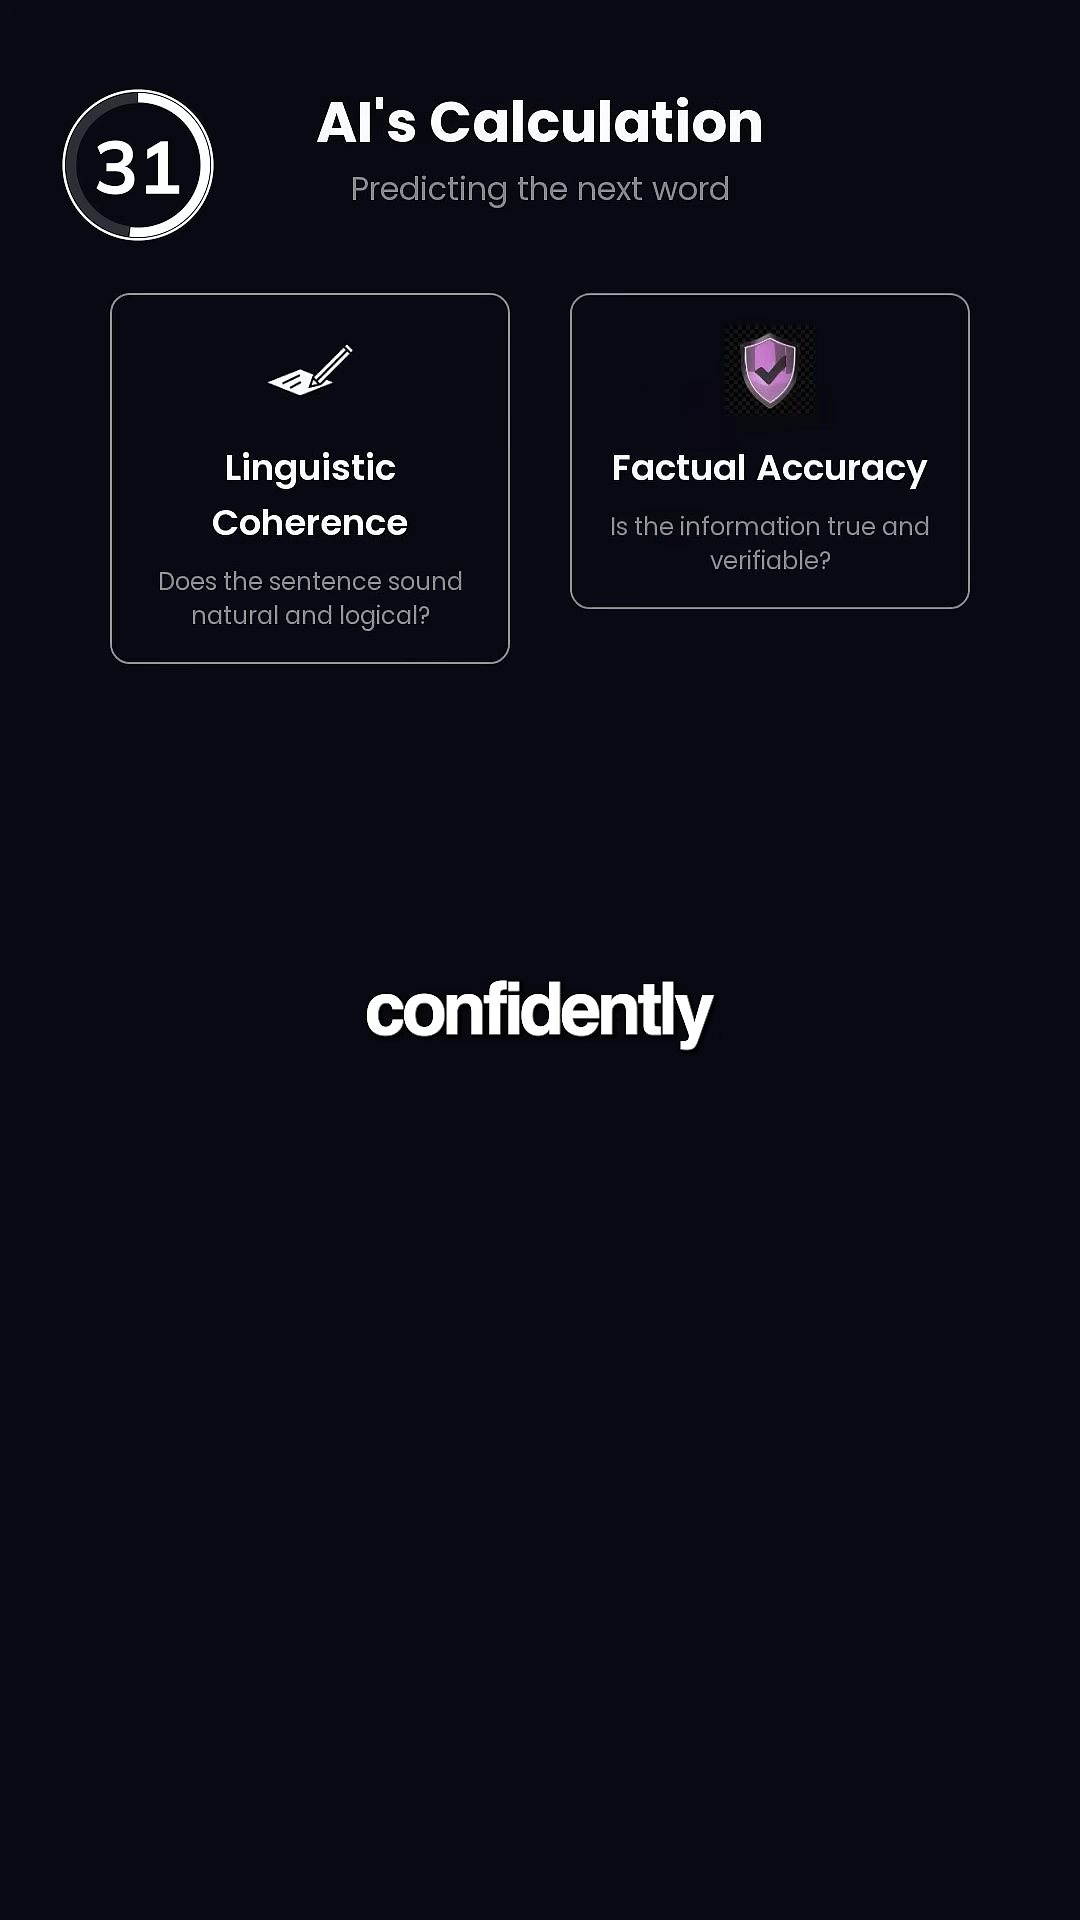 31
AI's Calculation
Predicting the next word
Linguistic
Coherence
Does the sentence sound
natural and logical?
Factual Accuracy
Is the information true and
verifiable?
confidently